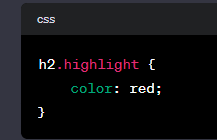 css
h2.highlight {
    color: red;
}